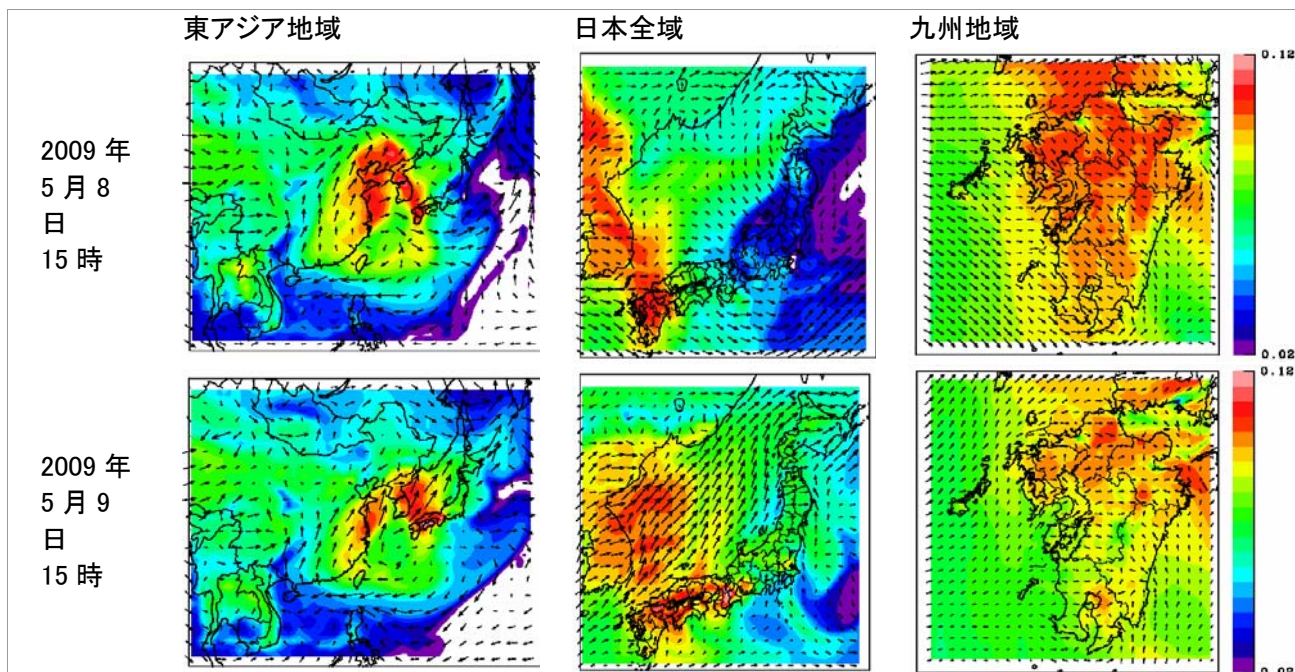 東アジア地域
日本全域
九州地域
2009 年
5 月 8
日
15 時
0.12
0.02
2009 年
5 月 9
日
15 時
0.12
0.02